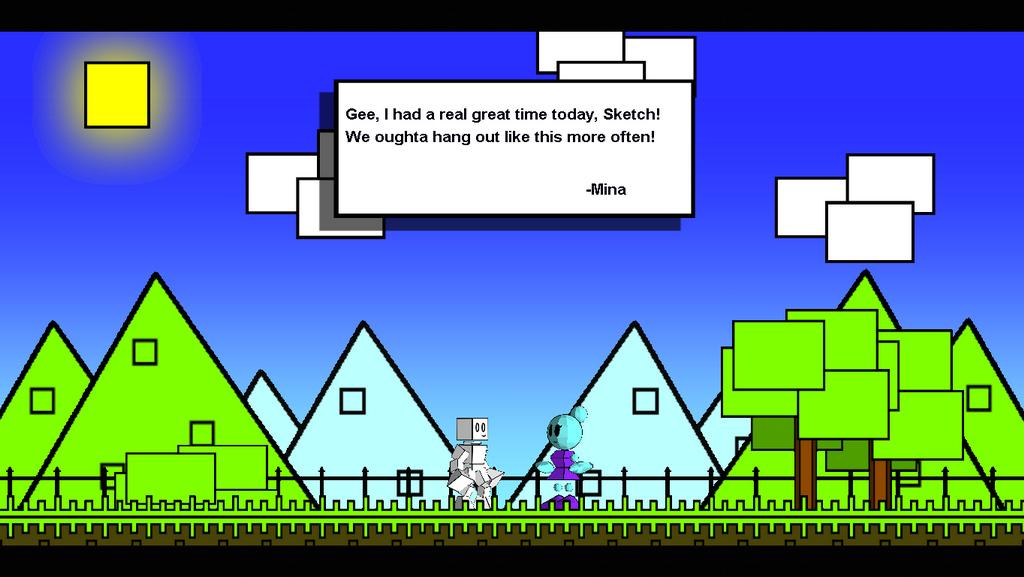 Gee, I had a real great time today, Sketch!
We oughta hang out like this more often!
-Mina